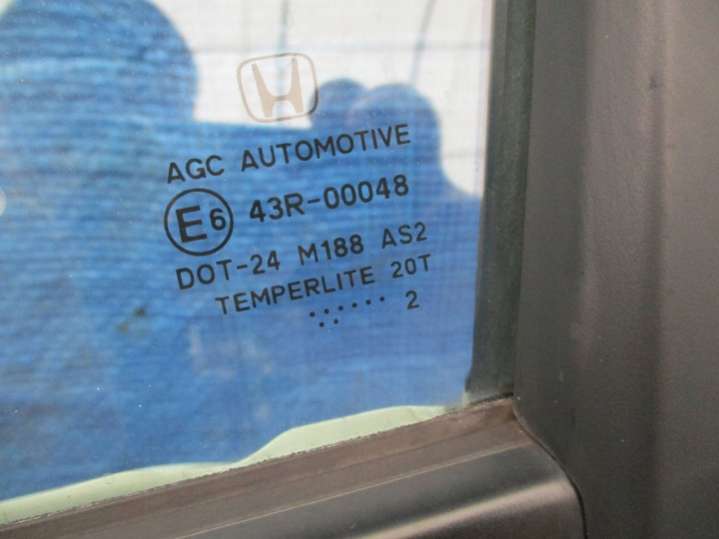 AGC AUTOMOTIVE
E6 43R-00048
DOT-24 M188 AS2
TEMPERLITE 20T
....... 2